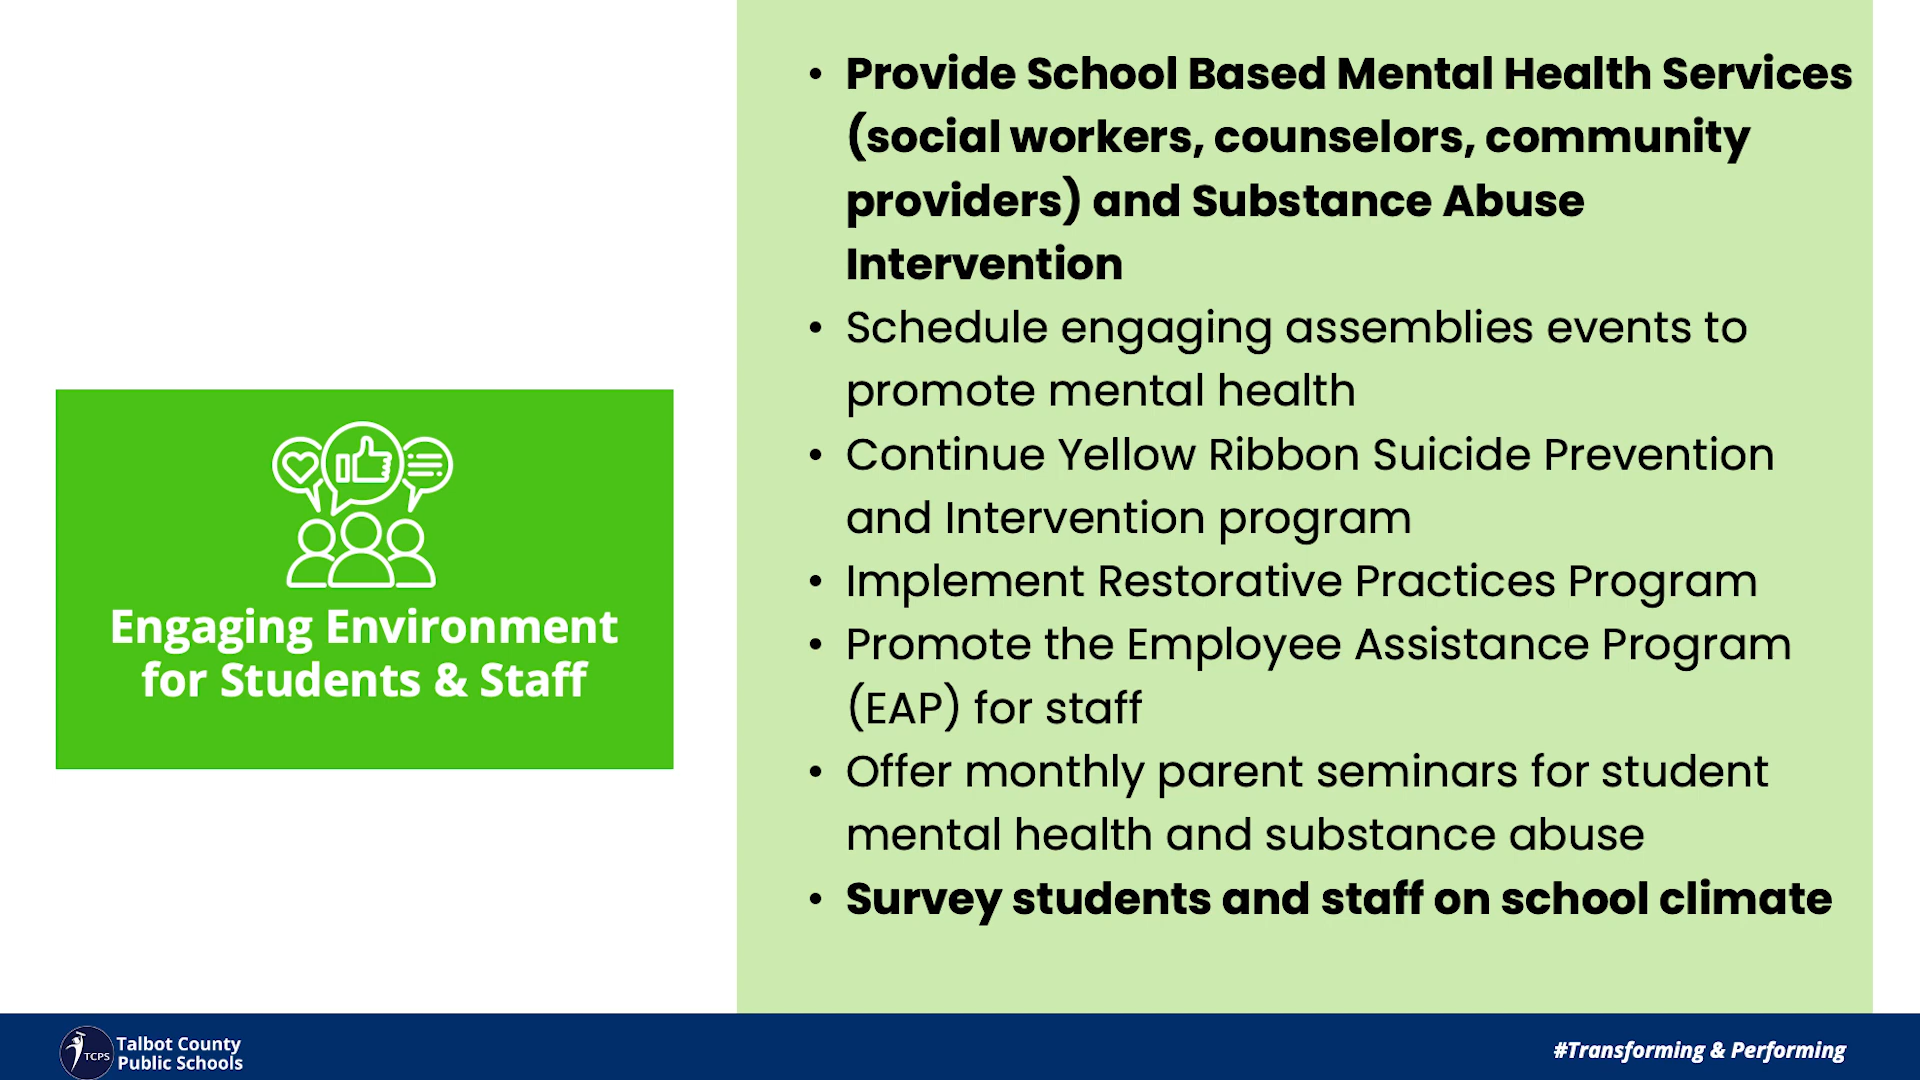 Engaging Environment
for Students & Staff
• Provide School Based Mental Health Services
(social workers, counselors, community
providers) and Substance Abuse
Intervention
• Schedule engaging assemblies events to
promote mental health
• Continue Yellow Ribbon Suicide Prevention
and Intervention program
• Implement Restorative Practices Program
• Promote the Employee Assistance Program
(EAP) for staff
• Offer monthly parent seminars for student
mental health and substance abuse
• Survey students and staff on school climate
TCPS
Talbot County
Public Schools
#Transforming & Performing